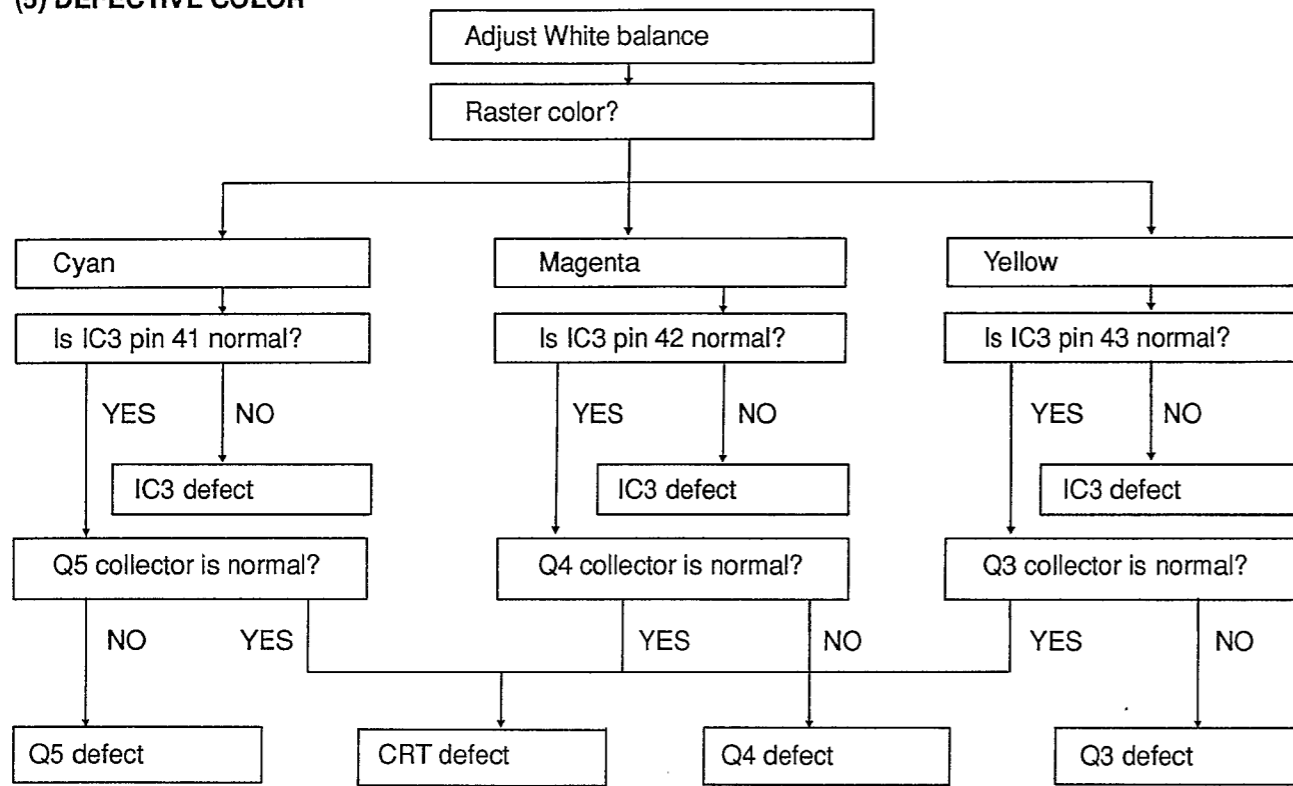 (3) DEFECTIVE COLOR
Adjust White balance
Raster color?
Cyan
Magenta
Yellow
Is IC3 pin 41 normal?
Is IC3 pin 42 normal?
Is IC3 pin 43 normal?
YES
NO
YES
NO
YES
NO
IC3 defect
IC3 defect
IC3 defect
Q5 collector is normal?
Q4 collector is normal?
Q3 collector is normal?
NO
YES
YES
NO
YES
NO
Q5 defect
CRT defect
Q4 defect
Q3 defect